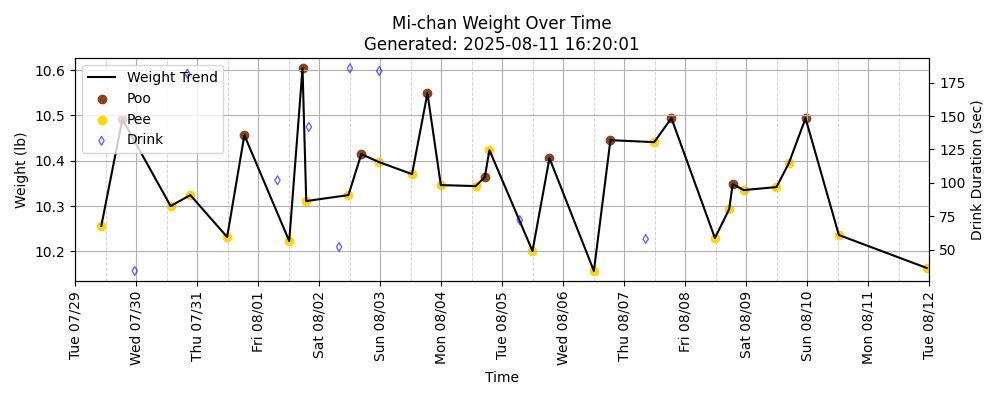 Mi-chan Weight Over Time
Generated: 2025-08-11 16:20:01
Weight Trend
Poo
Pee
Drink
Weight (lb)
10.6
10.5
10.4
10.3
10.2
175
150
125
100
75
50
Drink Duration (sec)
Tue 07/29
Wed 07/30
Thu 07/31
Fri 08/01
Sat 08/02
Sun 08/03
Mon 08/04
Tue 08/05
Wed 08/06
Thu 08/07
Fri 08/08
Sat 08/09
Sun 08/10
Mon 08/11
Tue 08/12
Time